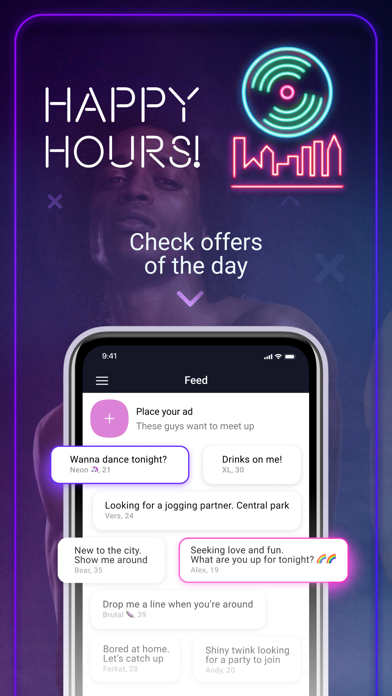 HAPPY
HOURS!
Check offers
of the day
9:41
Feed
Place your ad
These guys want to meet up
Wanna dance tonight?
Neon 🦄, 21
Drinks on me!
XL, 30
Looking for a jogging partner. Central park
Vers, 24
New to the city.
Show me around
Bear, 35
Seeking love and fun.
What are you up for tonight? 🌈🌈
Alex, 19
Drop me a line when you're around
Brutal 🍆, 39
Bored at home.
Let's catch up
Ferkat, 28
Shiny twink looking
for a party to join
Andy, 20